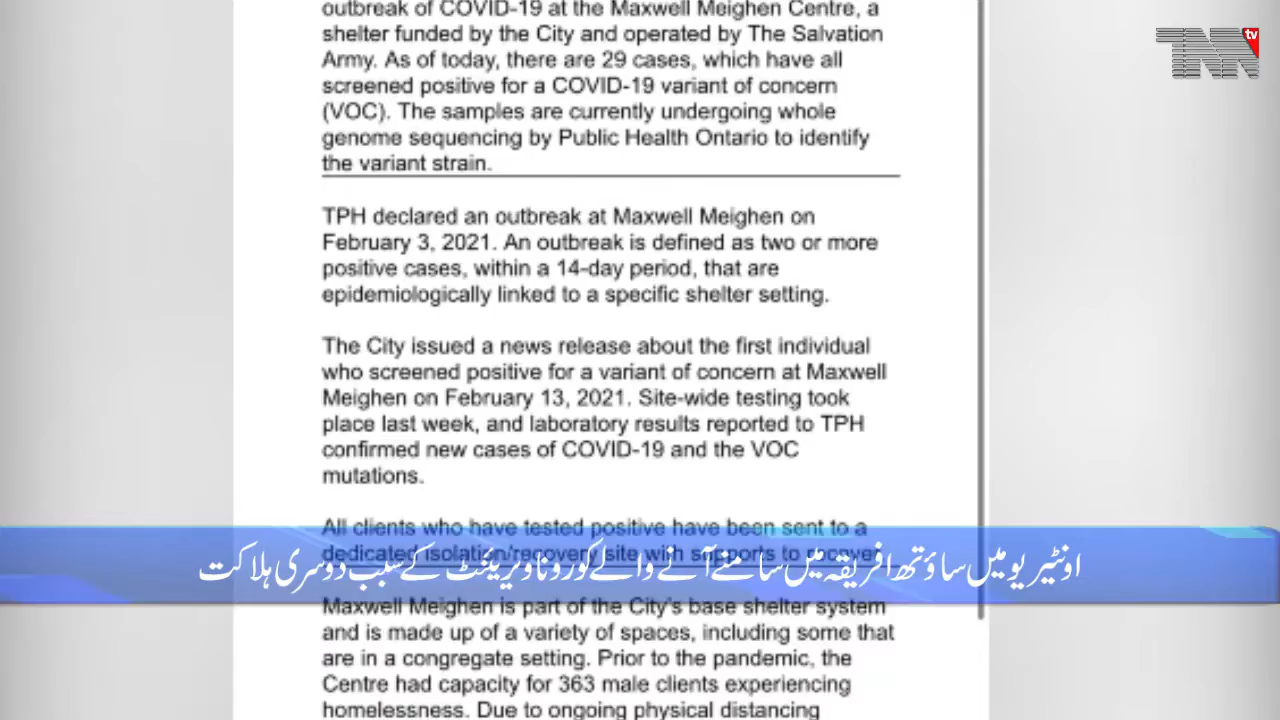 outbreak of COVID-19 at the Maxwell Meighen Centre, a
shelter funded by the City and operated by The Salvation
Army. As of today, there are 29 cases, which have all
screened positive for a COVID-19 variant of concern
(VOC). The samples are currently undergoing whole
genome sequencing by Public Health Ontario to identify
the variant strain.
TPH declared an outbreak at Maxwell Meighen on
February 3, 2021. An outbreak is defined as two or more
positive cases, within a 14-day period, that are
epidemiologically linked to a specific shelter setting.
The City issued a news release about the first individual
who screened positive for a variant of concern at Maxwell
Meighen on February 13, 2021. Site-wide testing took
place last week, and laboratory results reported to TPH
confirmed new cases of COVID-19 and the VOC
mutations.
All clients who have tested positive have been sent to a
dedicated isolation/recovery site with supports to recover.
اونٹیریو میں ساؤتھ افریقہ میں سامنے آنے والے کورونا ویریئنٹ کے سبب دوسری ہلاکت
Maxwell Meighen is part of the City's base shelter system
and is made up of a variety of spaces, including some that
are in a congregate setting. Prior to the pandemic, the
Centre had capacity for 363 male clients experiencing
homelessness. Due to ongoing physical distancing
TNN tv